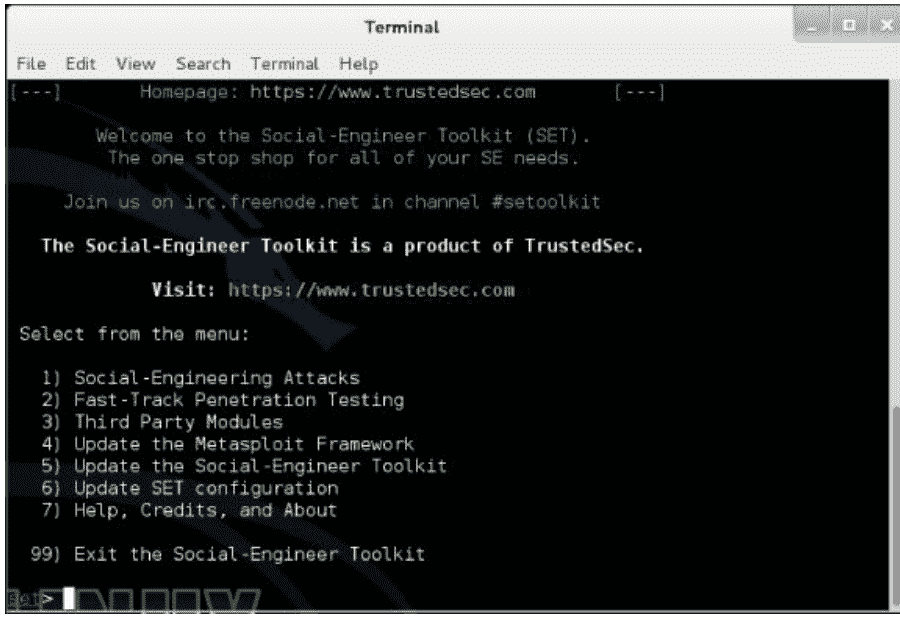 Terminal
File Edit View Search Terminal Help
[---] Homepage: https://www.trustedsec.com [---]
Welcome to the Social-Engineer Toolkit (SET).
The one stop shop for all of your SE needs.
Join us on irc.freenode.net in channel #setoolkit
The Social-Engineer Toolkit is a product of TrustedSec.
Visit: https://www.trustedsec.com
Select from the menu:
1) Social-Engineering Attacks
2) Fast-Track Penetration Testing
3) Third Party Modules
4) Update the Metasploit Framework
5) Update the Social-Engineer Toolkit
6) Update SET configuration
7) Help, Credits, and About
99) Exit the Social-Engineer Toolkit
set>